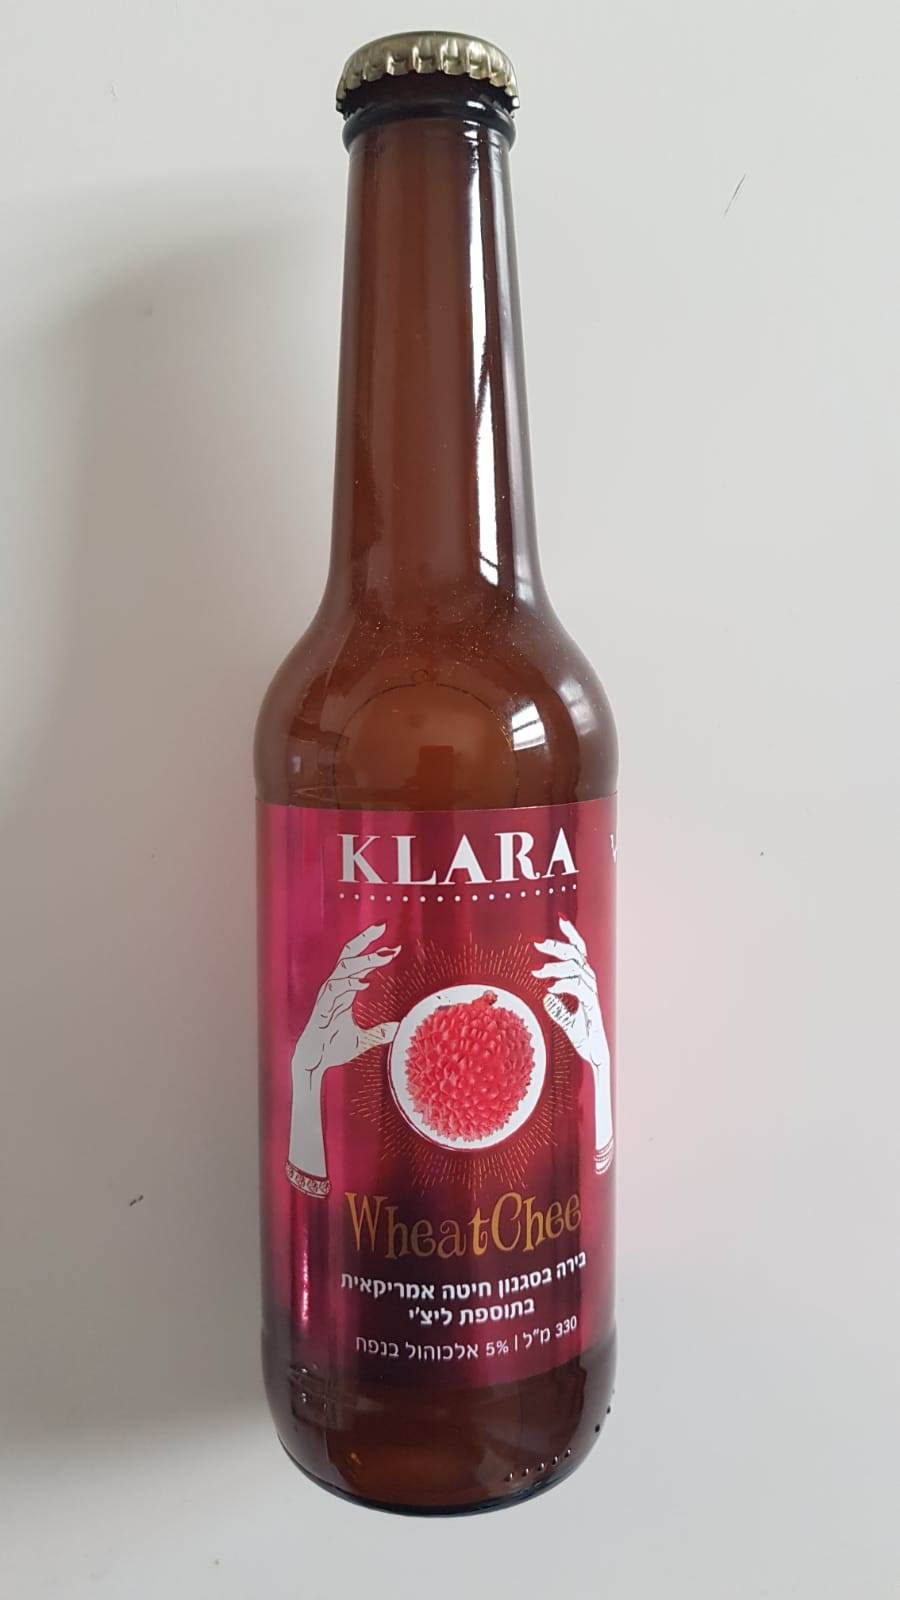 KLARA
WheatChee
בירה בסגנון חיטה אמריקאית
בתוספת ליצ'י
330 מ"ל | 5% אלכוהול בנפח